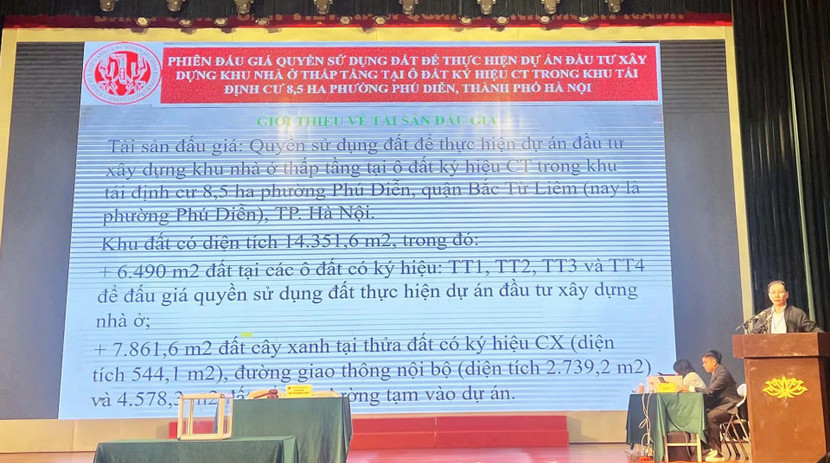 PHIÊN ĐẤU GIÁ QUYỀN SỬ DỤNG ĐẤT ĐỂ THỰC HIỆN DỰ ÁN ĐẦU TƯ XÂY
DỰNG KHU NHÀ Ở THẤP TẦNG TẠI Ô ĐẤT KÝ HIỆU CT TRONG KHU TÁI
ĐỊNH CƯ 8,5 HA PHƯỜNG PHÚ DIỄN, THÀNH PHỐ HÀ NỘI
GIỚI THIỆU VỀ TÀI SẢN ĐẤU GIÁ
Tài sản đấu giá: Quyền sử dụng đất để thực hiện dự án đầu tư
xây dựng khu nhà ở thấp tầng tại ô đất ký hiệu CT trong khu
tái định cư 8,5 ha phường Phú Diễn, quận Bắc Từ Liêm (nay là
phường Phú Diễn), TP. Hà Nội.
Khu đất có diện tích 14.351,6 m2, trong đó:
+ 6.490 m2 đất tại các ô đất có ký hiệu: TT1, TT2, TT3 và TT4
để đấu giá quyền sử dụng đất thực hiện dự án đầu tư xây dựng
nhà ở;
+ 7.861,6 m2 đất cây xanh tại thửa đất có ký hiệu CX (diện
tích 544,1 m2), đường giao thông nội bộ (diện tích 2.739,2 m2)
và 4.578,3 m2 tạm vào dự án.